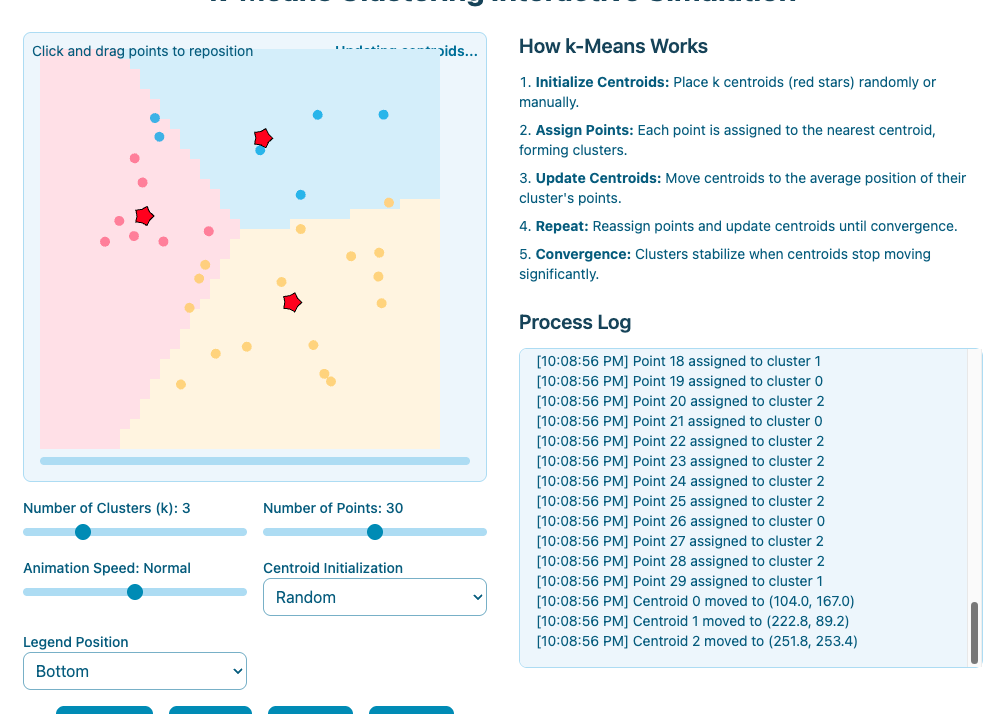 k-Means Clustering Interactive Simulation
Click and drag points to reposition
Updating centroids...
Number of Clusters (k): 3
Number of Points: 30
Animation Speed: Normal
Centroid Initialization
Random
Legend Position
Bottom
How k-Means Works
1. Initialize Centroids: Place k centroids (red stars) randomly or
manually.
2. Assign Points: Each point is assigned to the nearest centroid,
forming clusters.
3. Update Centroids: Move centroids to the average position of their
cluster's points.
4. Repeat: Reassign points and update centroids until convergence.
5. Convergence: Clusters stabilize when centroids stop moving
significantly.
Process Log
[10:08:56 PM] Point 18 assigned to cluster 1
[10:08:56 PM] Point 19 assigned to cluster 0
[10:08:56 PM] Point 20 assigned to cluster 2
[10:08:56 PM] Point 21 assigned to cluster 0
[10:08:56 PM] Point 22 assigned to cluster 2
[10:08:56 PM] Point 23 assigned to cluster 2
[10:08:56 PM] Point 24 assigned to cluster 2
[10:08:56 PM] Point 25 assigned to cluster 2
[10:08:56 PM] Point 26 assigned to cluster 0
[10:08:56 PM] Point 27 assigned to cluster 2
[10:08:56 PM] Point 28 assigned to cluster 2
[10:08:56 PM] Point 29 assigned to cluster 1
[10:08:56 PM] Centroid 0 moved to (104.0, 167.0)
[10:08:56 PM] Centroid 1 moved to (222.8, 89.2)
[10:08:56 PM] Centroid 2 moved to (251.8, 253.4)